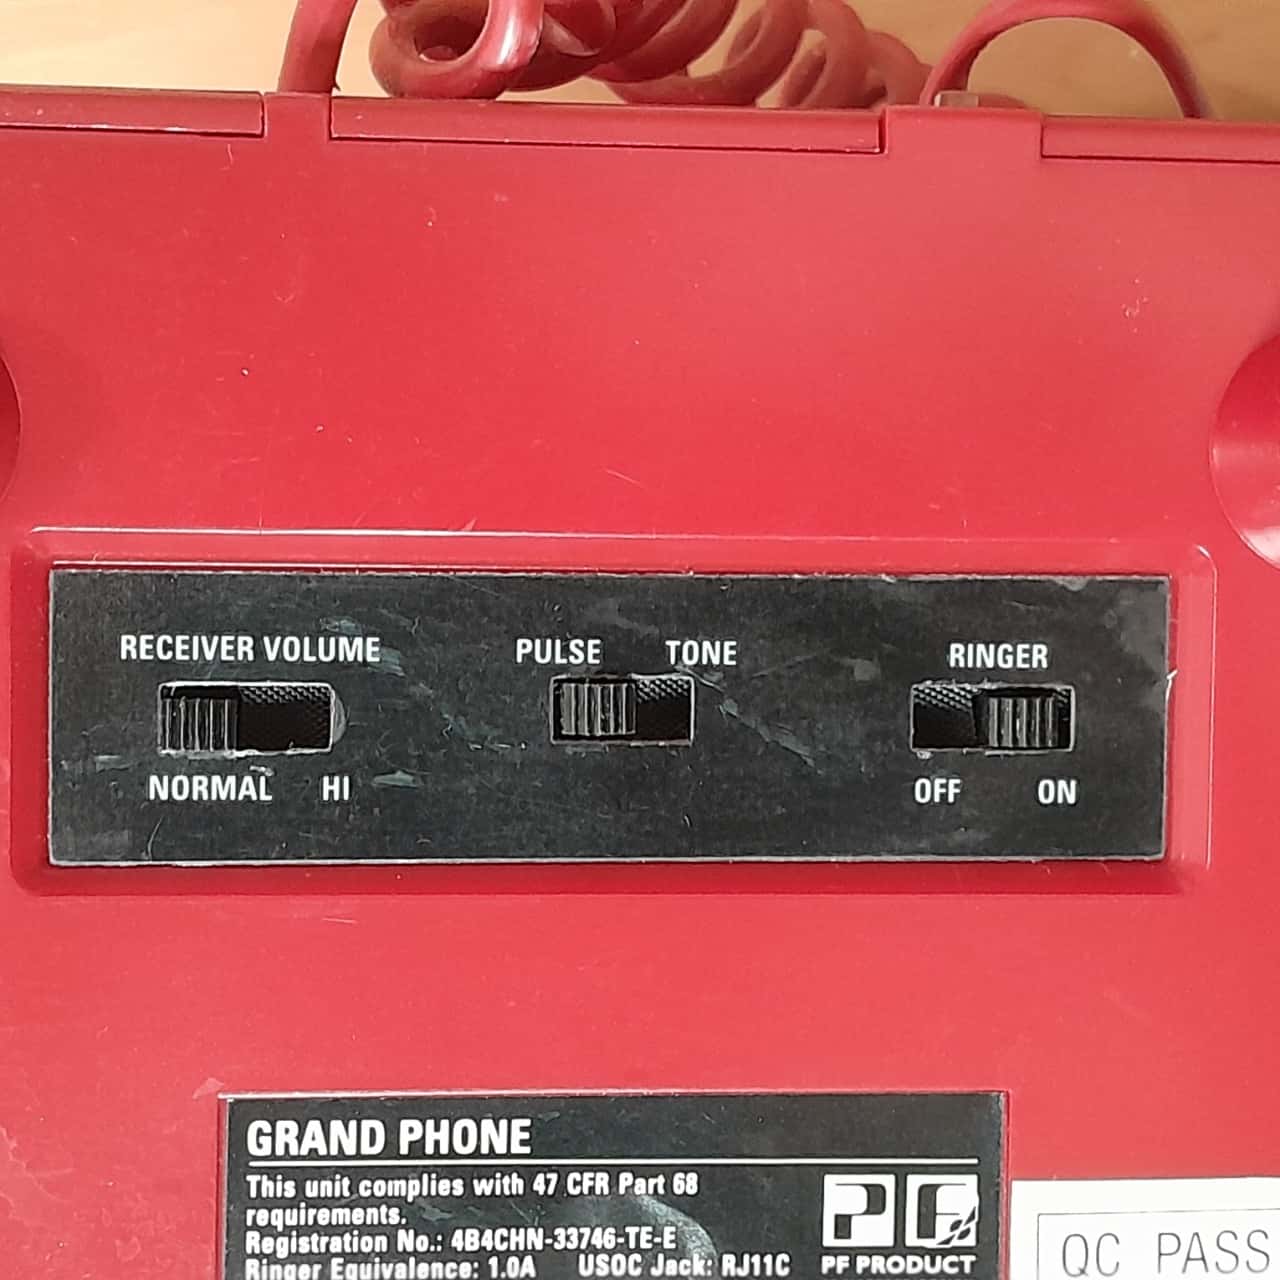 RECEIVER VOLUME
PULSE TONE
RINGER
NORMAL HI
OFF ON
GRAND PHONE
This unit complies with 47 CFR Part 68
requirements.
Registration No.: 4B4CHN-33746-TE-E
Ringer Equivalence: 1.0A USOC Jack: RJ11C
PF
PF PRODUCT
QC PASS